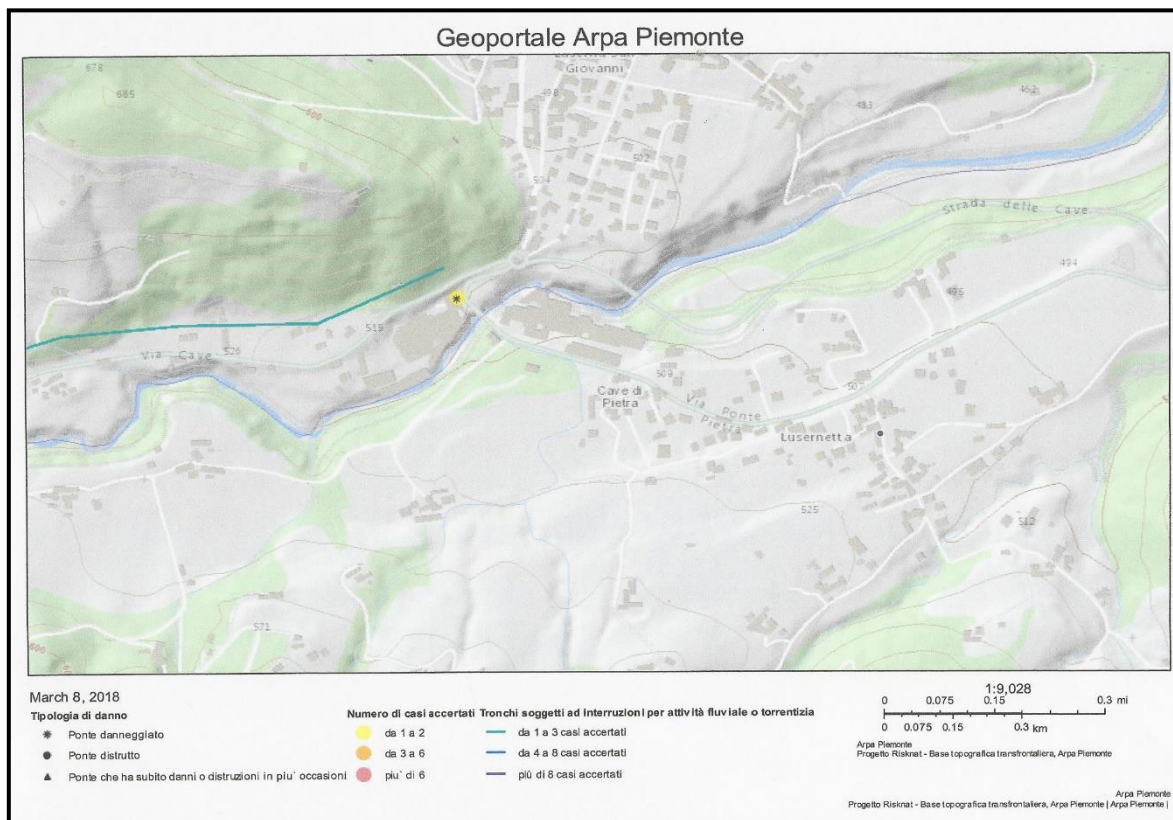 Geoportale Arpa Piemonte
Giovanni
678
685
600
498
483
462
502
504
Strada delle Cave
494
495
515
526
Via Cave
509
507
Cave di
Pietra
Via Ponte
Pietra
Lusernetta
525
512
571
600
March 8, 2018
Tipologia di danno
Ponte danneggiato
Ponte distrutto
Ponte che ha subito danni o distruzioni in piu` occasioni
Numero di casi accertati
da 1 a 2
da 3 a 6
piu` di 6
Tronchi soggetti ad Interruzioni per attività fluviale o torrentizia
da 1 a 3 casi accertati
da 4 a 8 casi accertati
più di 8 casi accertati
1:9,028
0 0.075 0.15 0.3 mi
0 0.075 0.15 0.3 km
Arpa Piemonte
Progetto Risknat - Base topografica transfrontaliera, Arpa Piemonte
Arpa Piemonte
Progetto Risknat - Base topografica transfrontaliera, Arpa Piemonte | Arpa Piemonte |